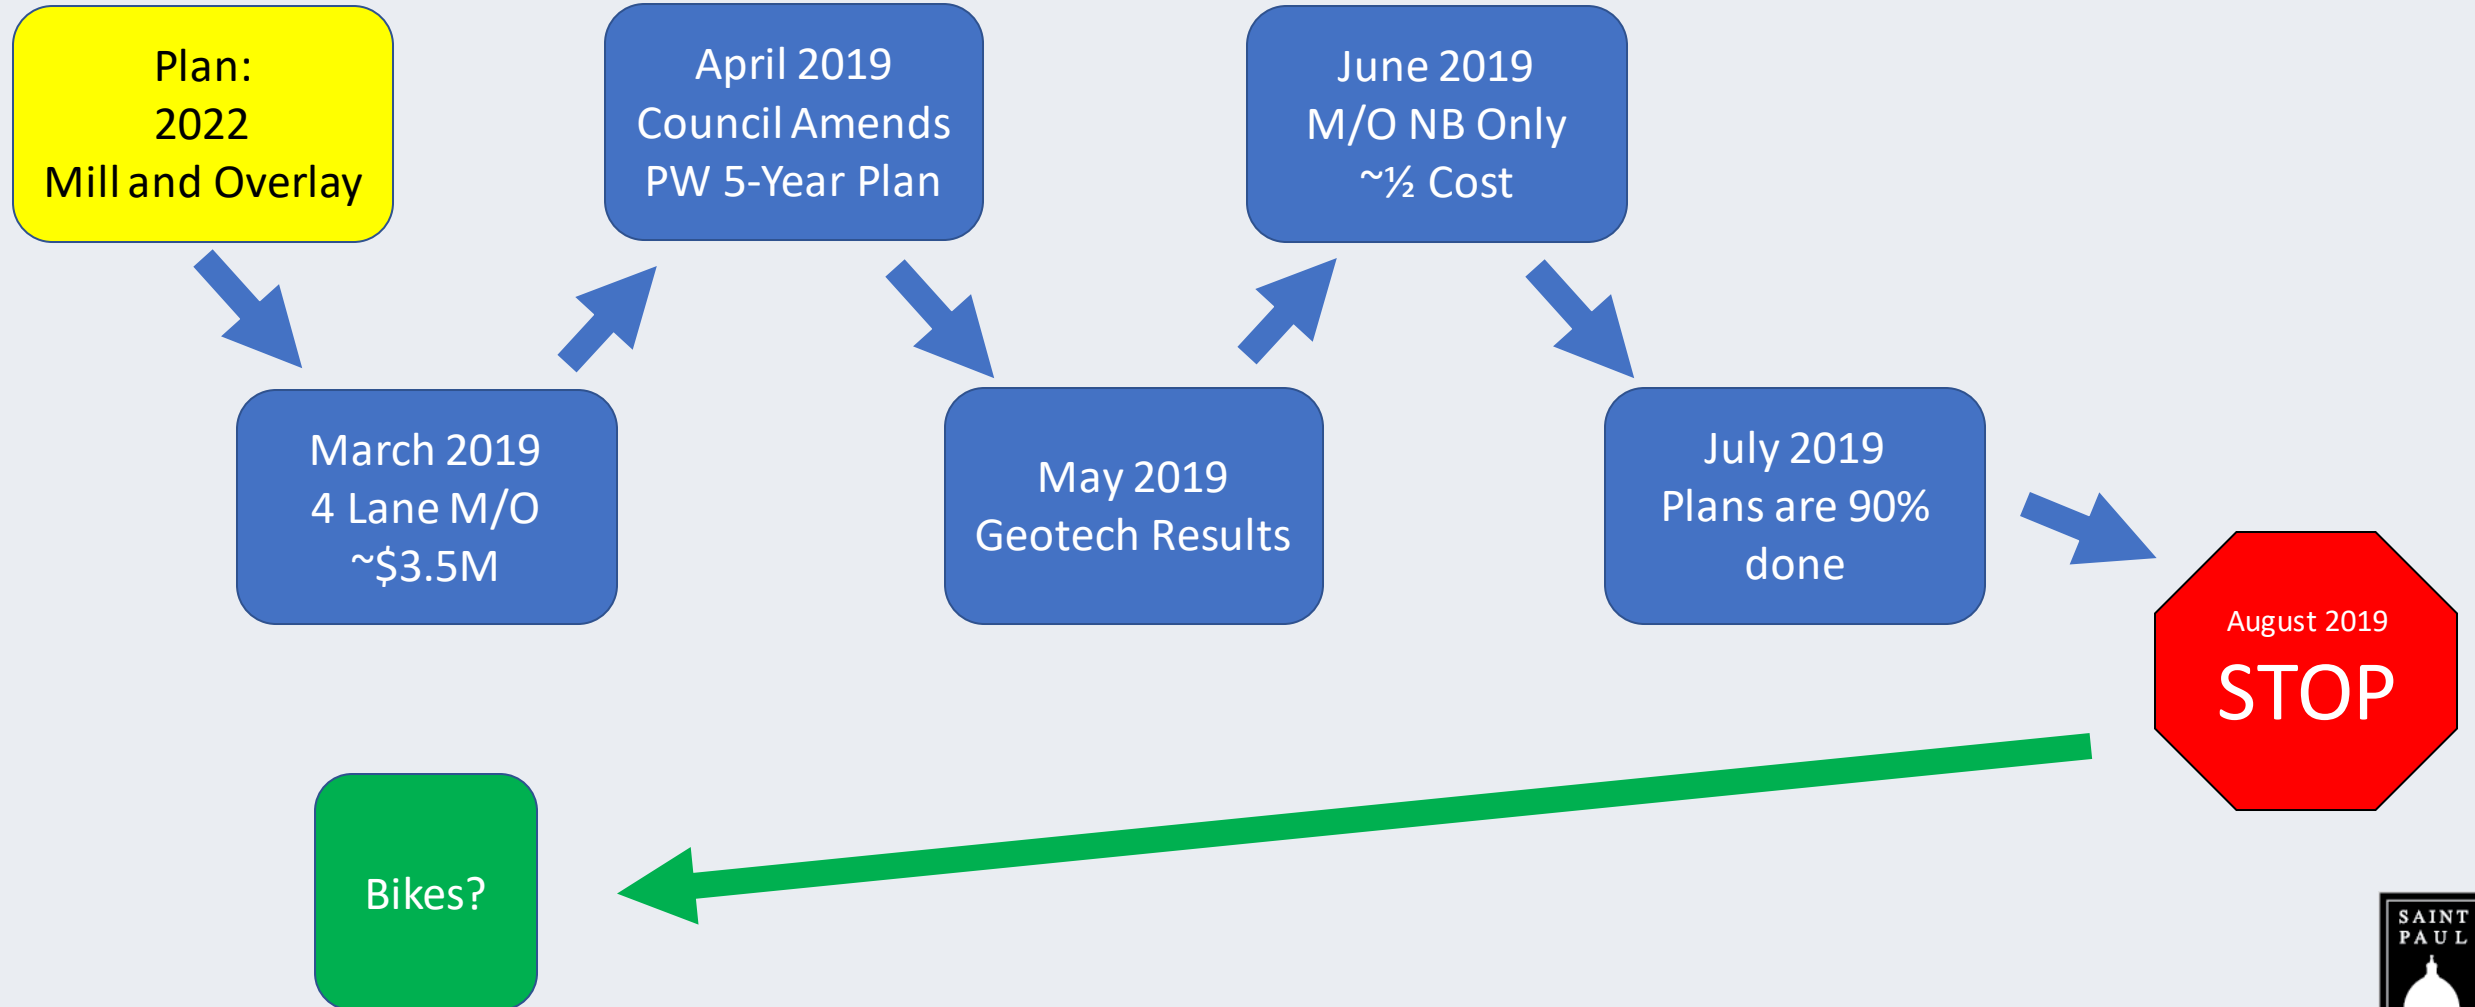 Plan:
2022
Mill and Overlay
March 2019
4 Lane M/O
~$3.5M
April 2019
Council Amends
PW 5-Year Plan
May 2019
Geotech Results
June 2019
M/O NB Only
~½ Cost
July 2019
Plans are 90%
done
August 2019
STOP
Bikes?
SAINT
PAUL